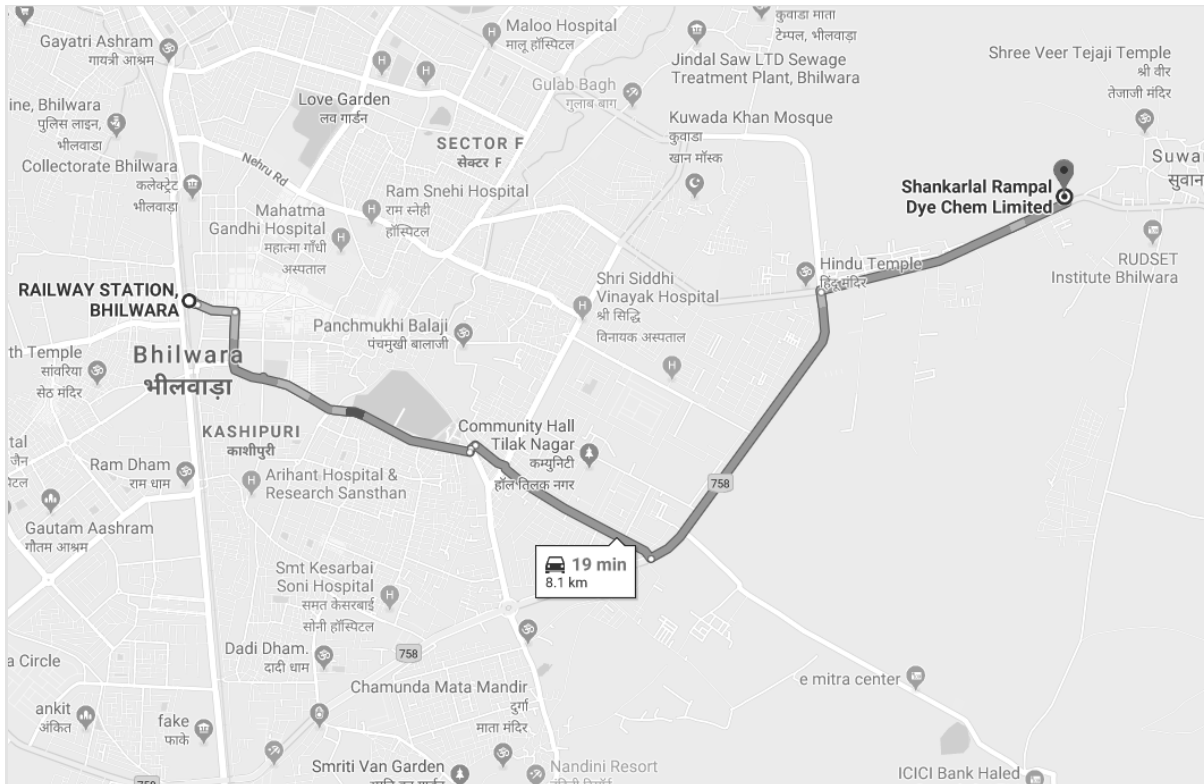 Gayatri Ashram
गायत्री आश्रम
Maloo Hospital
मालू हॉस्पिटल
कुवाडा माता
टेम्पल, भीलवाड़ा
Jindal Saw LTD Sewage
Treatment Plant, Bhilwara
Shree Veer Tejaji Temple
श्री वीर
तेजाजी मंदिर
Gulab Bagh
गुलाब बाग
Love Garden
लव गार्डन
ine, Bhilwara
पुलिस लाइन,
भीलवाडा
SECTOR F
सेक्टर F
Kuwada Khan Mosque
कुवाडा
खान मॉस्क
Nehru Rd
Collectorate Bhilwara
कलेक्ट्रेट
भीलवाड़ा
Ram Snehi Hospital
राम स्नेही
हॉस्पिटल
Suwa
सुवान
Shankarlal Rampal
Dye Chem Limited
Mahatma
Gandhi Hospital
महात्मा गाँधी
अस्पताल
RUDSET
Institute Bhilwara
Hindu Temple
हिंदू मंदिर
Shri Siddhi
Vinayak Hospital
श्री सिद्धि
विनायक अस्पताल
RAILWAY STATION,
BHILWARA
Panchmukhi Balaji
पंचमुखी बालाजी
Bhilwara
भीलवाड़ा
th Temple
सांवरिया
सेठ मंदिर
KASHIPURI
काशीपुरी
Community Hall
Tilak Nagar
कम्युनिटी
हॉल तिलक नगर
tal
जैन
Ram Dham
राम धाम
Arihant Hospital &
Research Sansthan
758
Gautam Aashram
गौतम आश्रम
19 min
8.1 km
Smt Kesarbai
Soni Hospital
समत केसरबाई
सोनी हॉस्पिटल
Dadi Dham.
दादी धाम
758
a Circle
Chamunda Mata Mandir
दुर्गा
माता मंदिर
e mitra center
ankit
अंकित
fake
फाके
Smriti Van Garden
Nandini Resort
ICICI Bank Haled
758